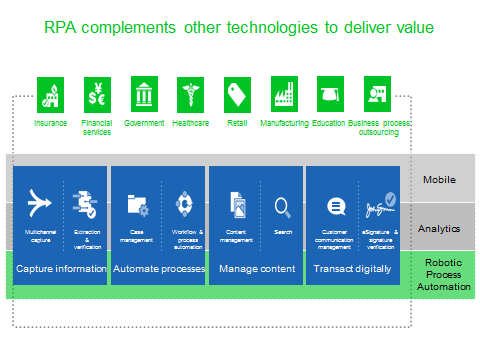 RPA complements other technologies to deliver value
Insurance
Financial
services
Government
Healthcare
Retail
Manufacturing
Education
Business process
outsourcing
Mobile
Analytics
Robotic
Process
Automation
Multichannel
capture
Extraction
&
verification
Case
management
Workflow &
process
automation
Content
management
Search
Customer
communication
management
eSignature &
signature
verification
Capture information
Automate processes
Manage content
Transact digitally